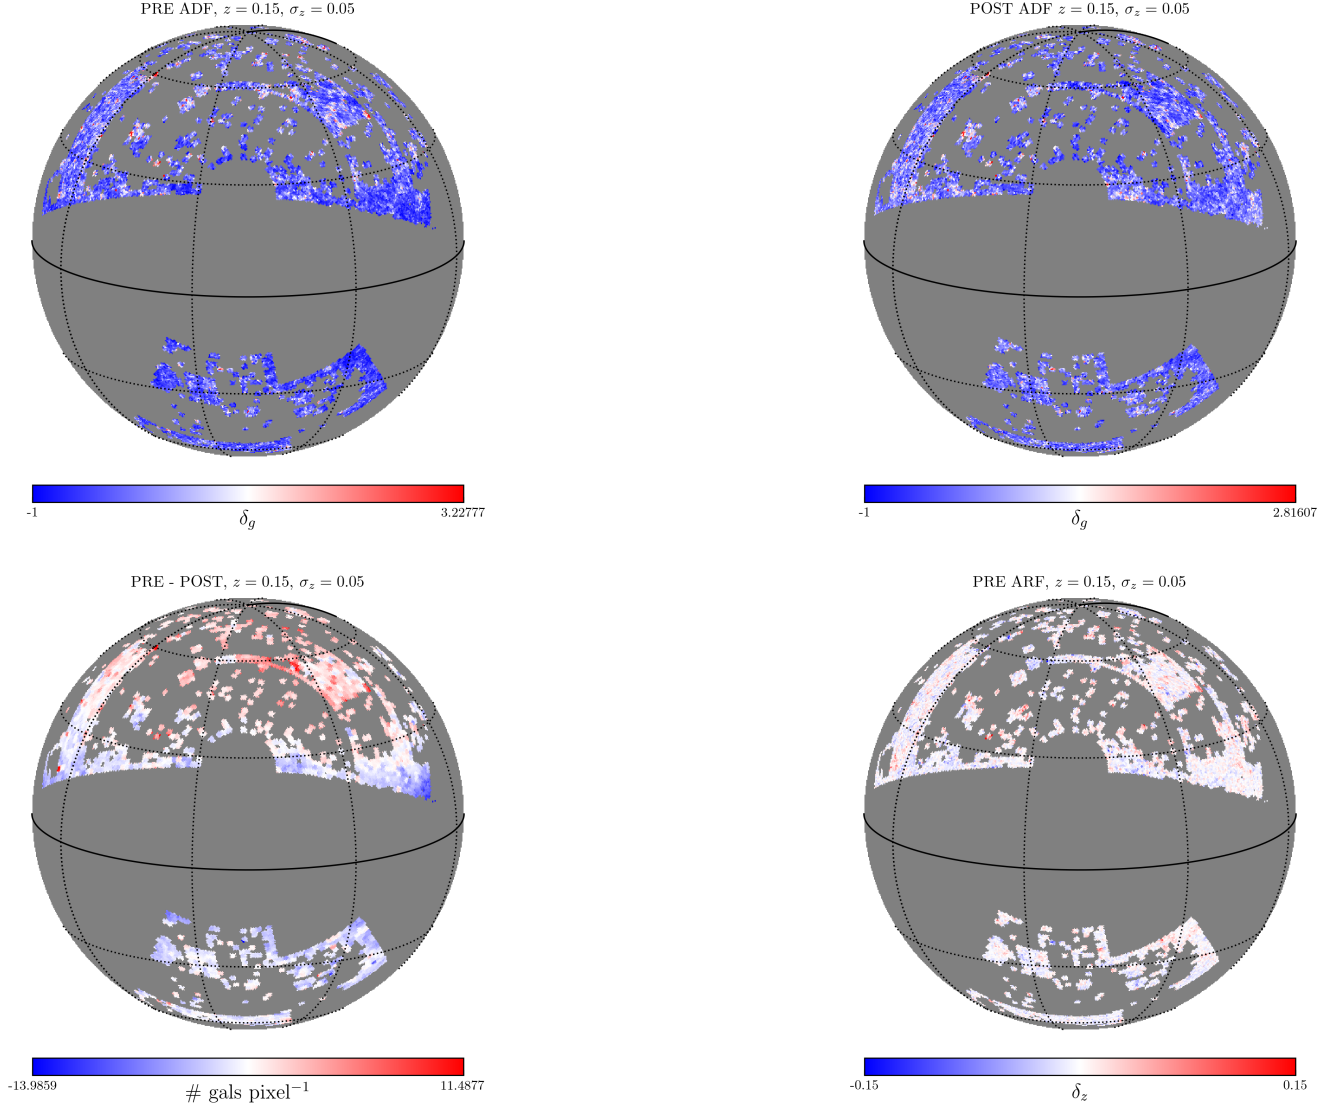 PRE ADF, z = 0.15, σ_z = 0.05
-1
3.22777
δ_g
POST ADF z = 0.15, σ_z = 0.05
-1
2.81607
δ_g
PRE - POST, z = 0.15, σ_z = 0.05
-13.9859
11.4877
# gals pixel⁻¹
PRE ARF, z = 0.15, σ_z = 0.05
-0.15
0.15
δ_z